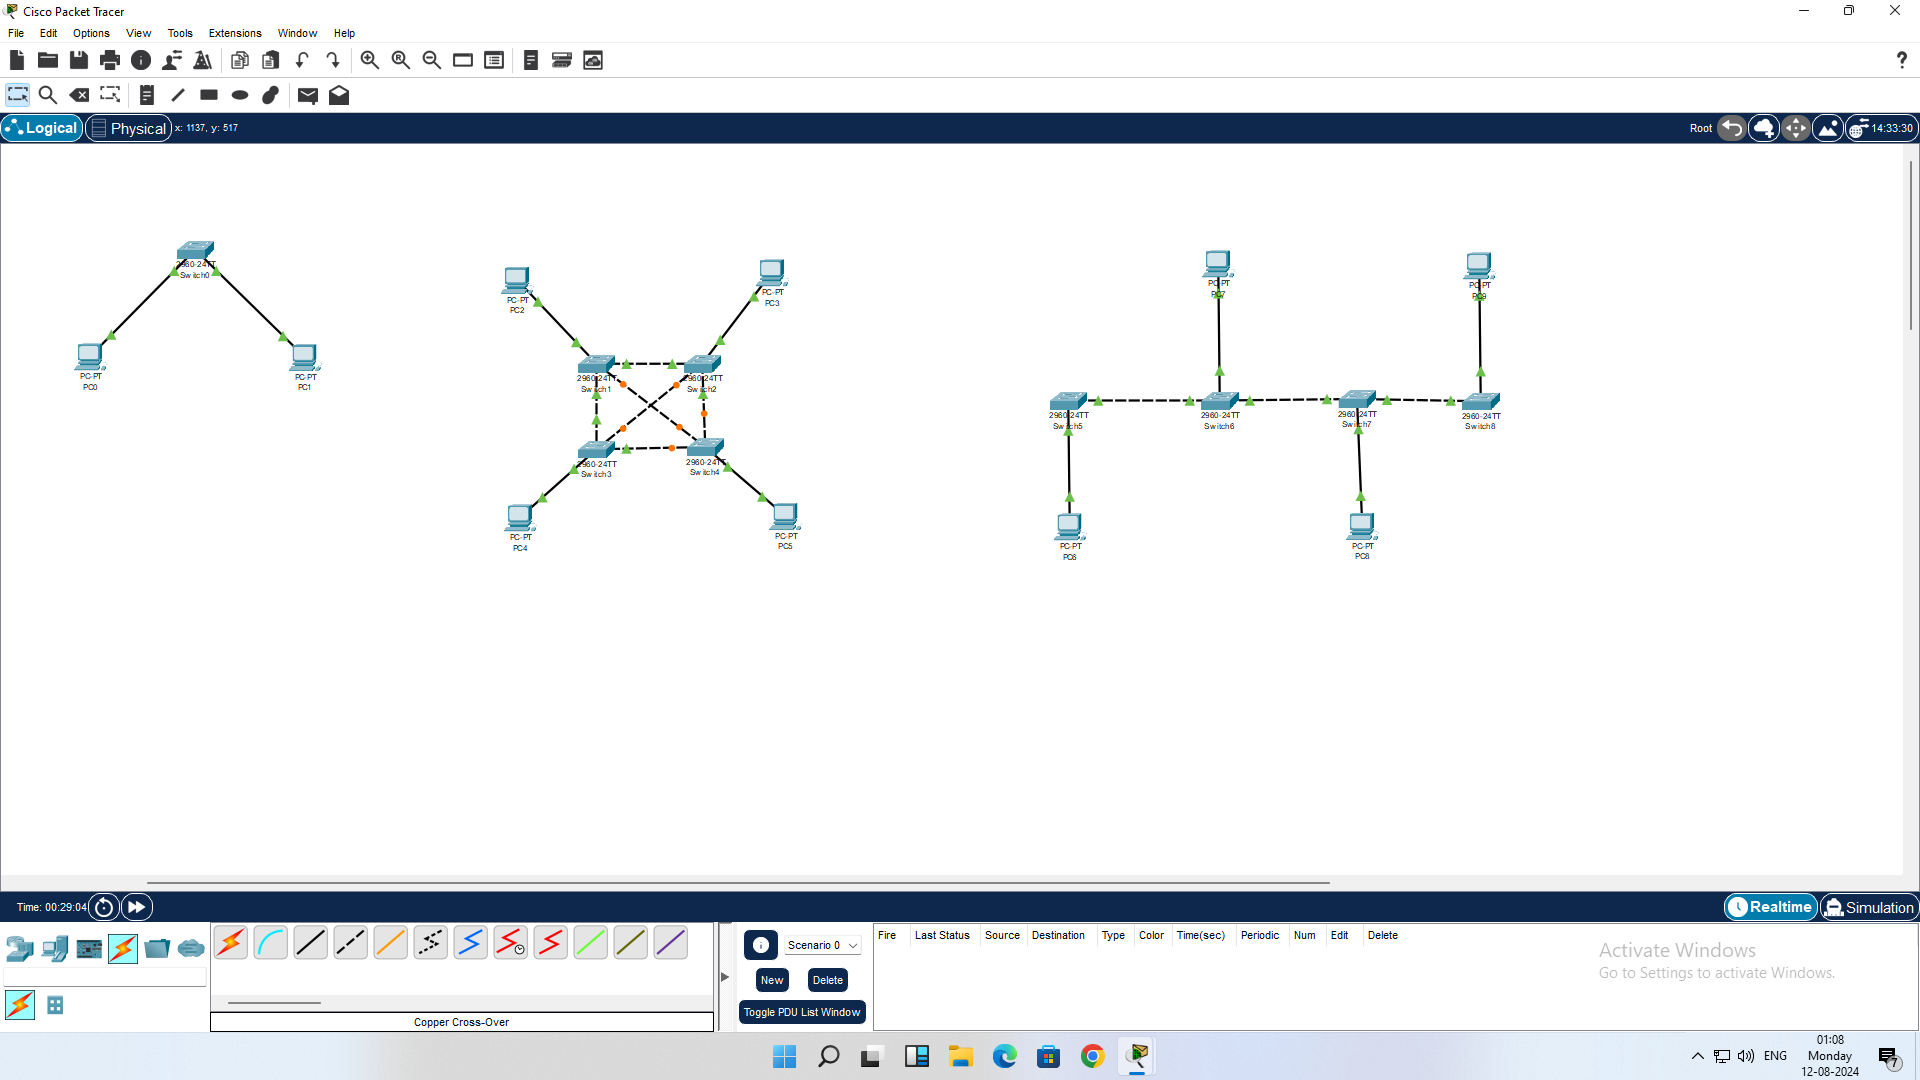 Cisco Packet Tracer
File Edit Options View Tools Extensions Window Help
Logical Physical x: 1137, y: 517 Root 14:33:30
2960-24TT
Switch0
PC-PT
PC0
PC-PT
PC1
PC-PT
PC2
PC-PT
PC3
2960-24TT
Switch1
2960-24TT
Switch2
2960-24TT
Switch3
2960-24TT
Switch4
PC-PT
PC4
PC-PT
PC5
PC-PT
PC7
PC-PT
PC9
2960-24TT
Switch5
2960-24TT
Switch6
2960-24TT
Switch7
2960-24TT
Switch8
PC-PT
PC6
PC-PT
PC8
Time: 00:29:04 Realtime Simulation
Scenario 0
New Delete
Toggle PDU List Window
Fire Last Status Source Destination Type Color Time(sec) Periodic Num Edit Delete
Activate Windows
Go to Settings to activate Windows.
Copper Cross-Over
ENG
01:08
Monday
12-08-2024
7